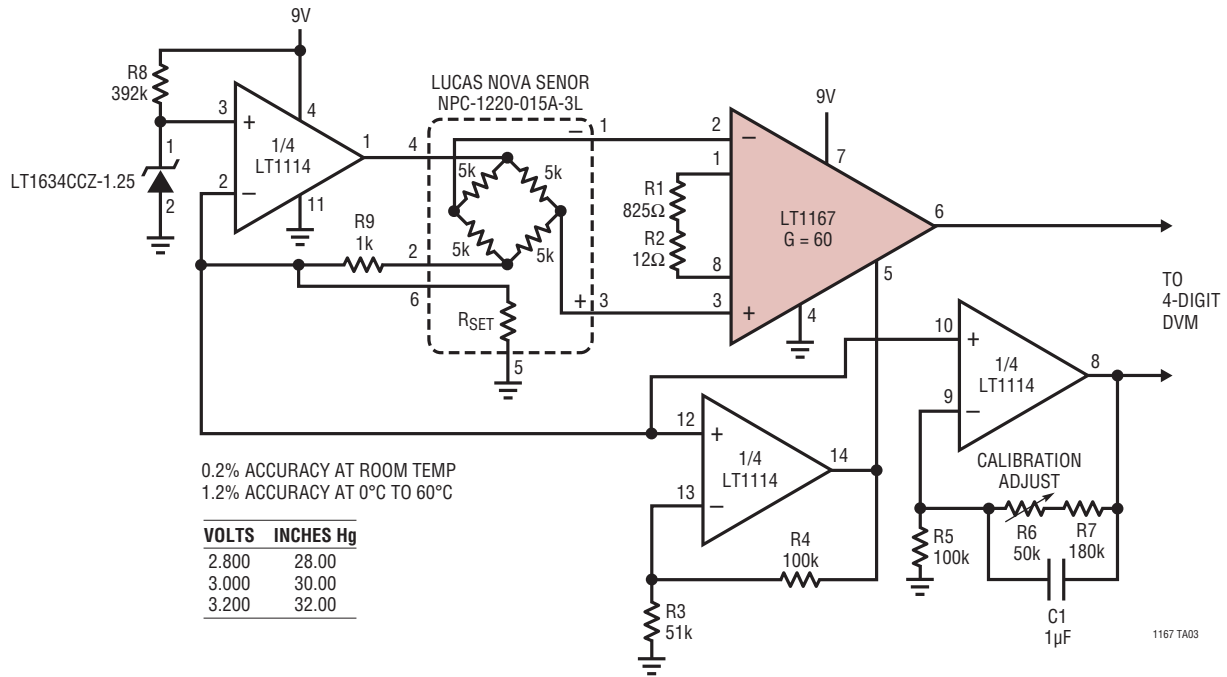 9V
R8
392k
3
+
4
1/4
LT1114
1
1
LT1634CCZ-1.25
2
2
–
11
R9
1k
LUCAS NOVA SENOR
NPC-1220-015A-3L
–
1
4
5k
5k
5k
5k
2
6
+
3
RSET
5
9V
2
–
7
1
R1
825Ω
LT1167
G = 60
6
R2
12Ω
8
5
3
+
4
TO
4-DIGIT
DVM
10
+
1/4
LT1114
8
9
–
12
+
1/4
LT1114
14
13
–
CALIBRATION
ADJUST
R4
100k
R5
100k
R6
50k
R7
180k
R3
51k
C1
1µF
0.2% ACCURACY AT ROOM TEMP
1.2% ACCURACY AT 0°C TO 60°C
VOLTS INCHES Hg
2.800 28.00
3.000 30.00
3.200 32.00
1167 TA03